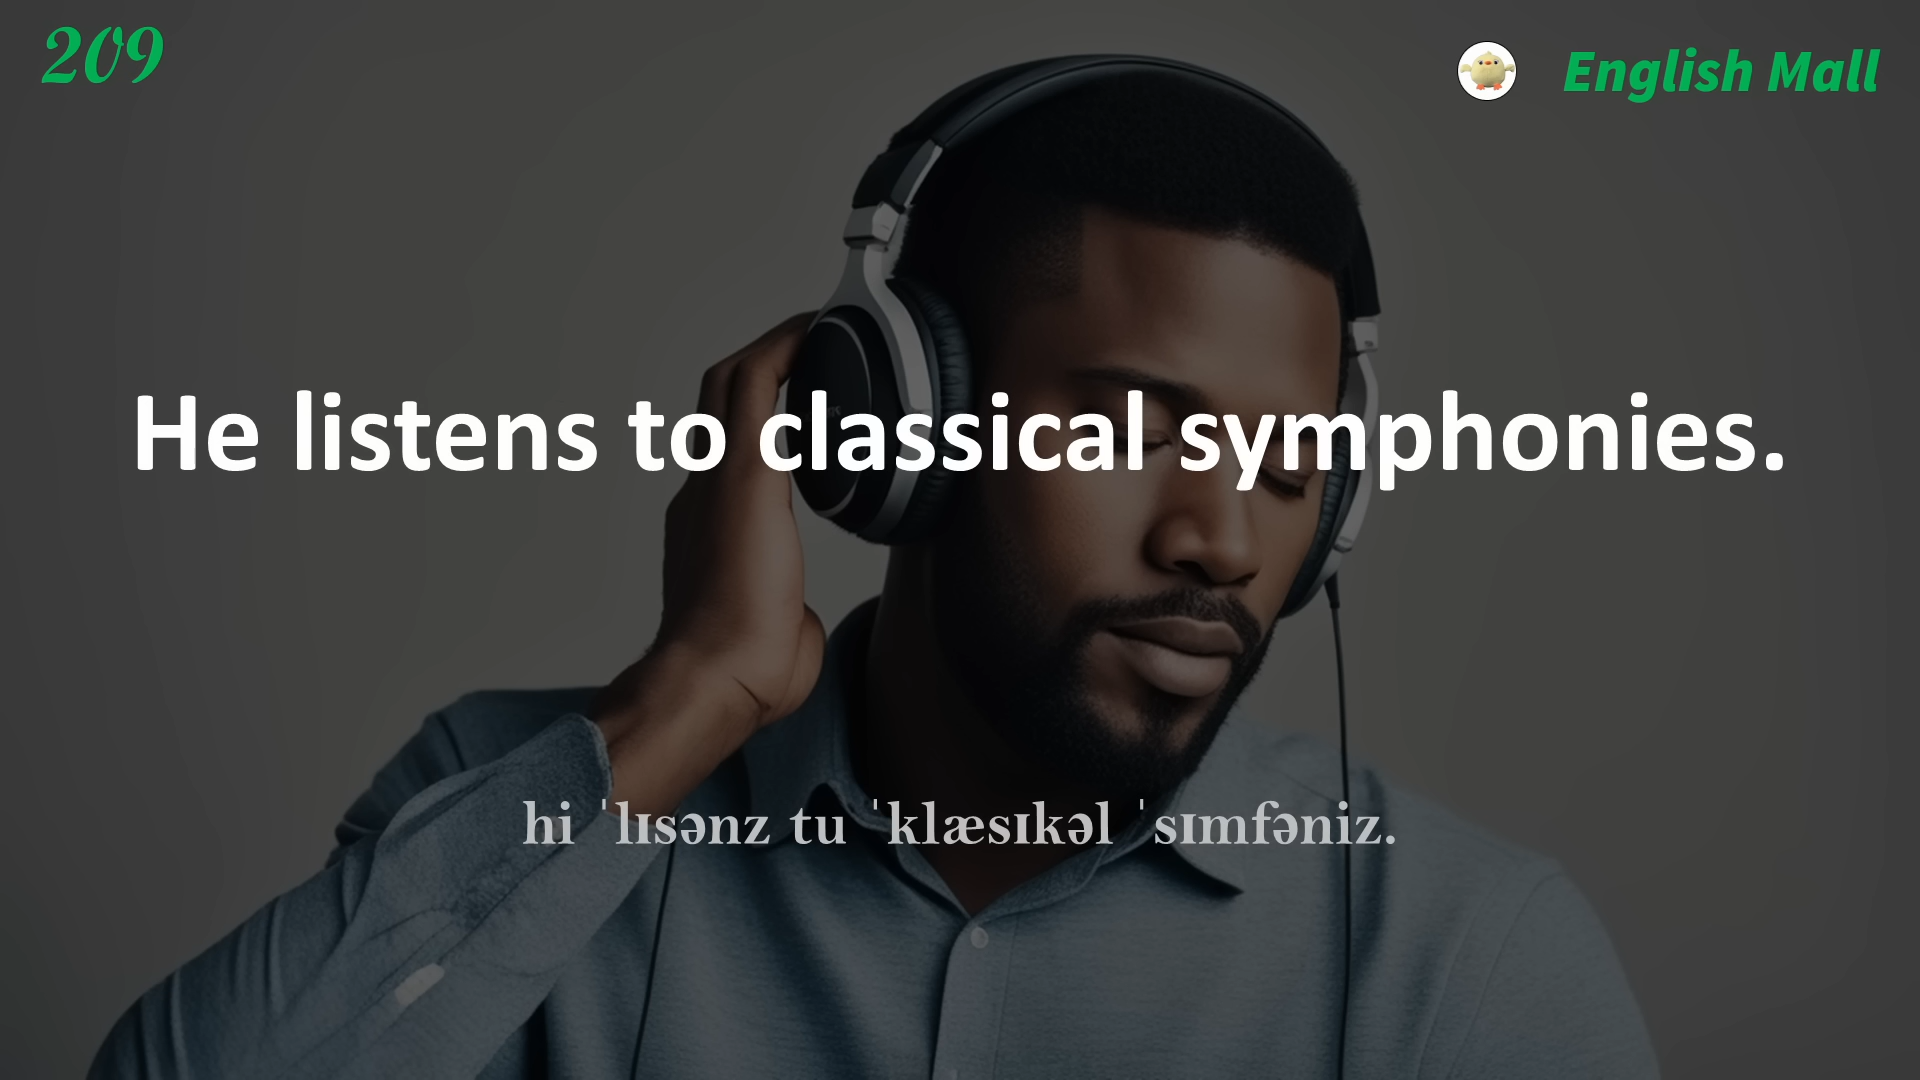 209
English Mall
He listens to classical symphonies.
hi ˈlɪsənz tu ˈklæsɪkəl ˈsɪmfəniz.